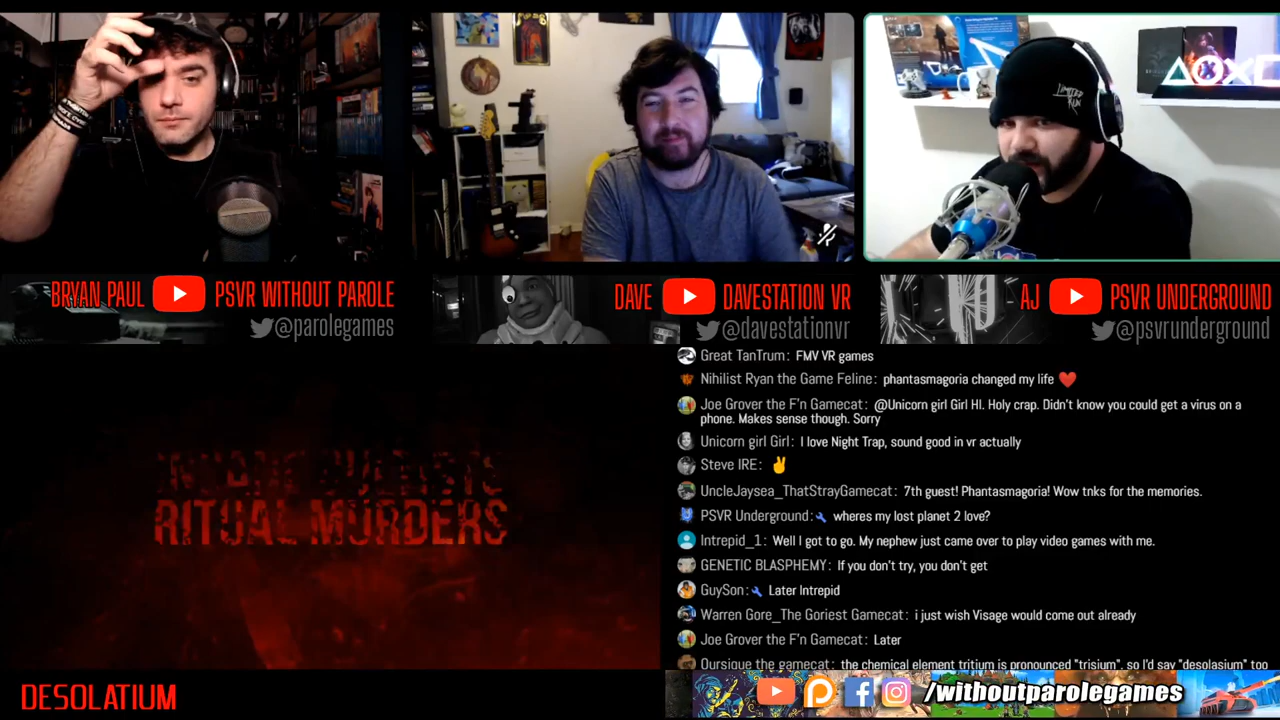 LIMITED
RUN
BRYAN PAUL PSVR WITHOUT PAROLE
@parolegames
DAVE DAVESTATION VR
@davestationvr
AJ PSVR UNDERGROUND
@psvrunderground
Great TanTrum: FMV VR games
Nihilist Ryan the Game Feline: phantasmagoria changed my life ❤️
Joe Grover the F'n Gamecat: @Unicorn girl Girl HI. Holy crap. Didn't know you could get a virus on a
phone. Makes sense though. Sorry
Unicorn girl Girl: I love Night Trap, sound good in vr actually
Steve IRE: ✌️
UncleJaysea_ThatStrayGamecat: 7th guest! Phantasmagoria! Wow tnks for the memories.
PSVR Underground: wheres my lost planet 2 love?
Intrepid_1: Well I got to go. My nephew just came over to play video games with me.
GENETIC BLASPHEMY: If you don't try, you don't get
GuySon: Later Intrepid
Warren Gore_The Goriest Gamecat: i just wish Visage would come out already
Joe Grover the F'n Gamecat: Later
Oursique the gamecat: the chemical element tritium is pronounced "trisium", so I'd say "desolasium" too
RITUAL MURDERS
DESOLATIUM
/withoutparolegames